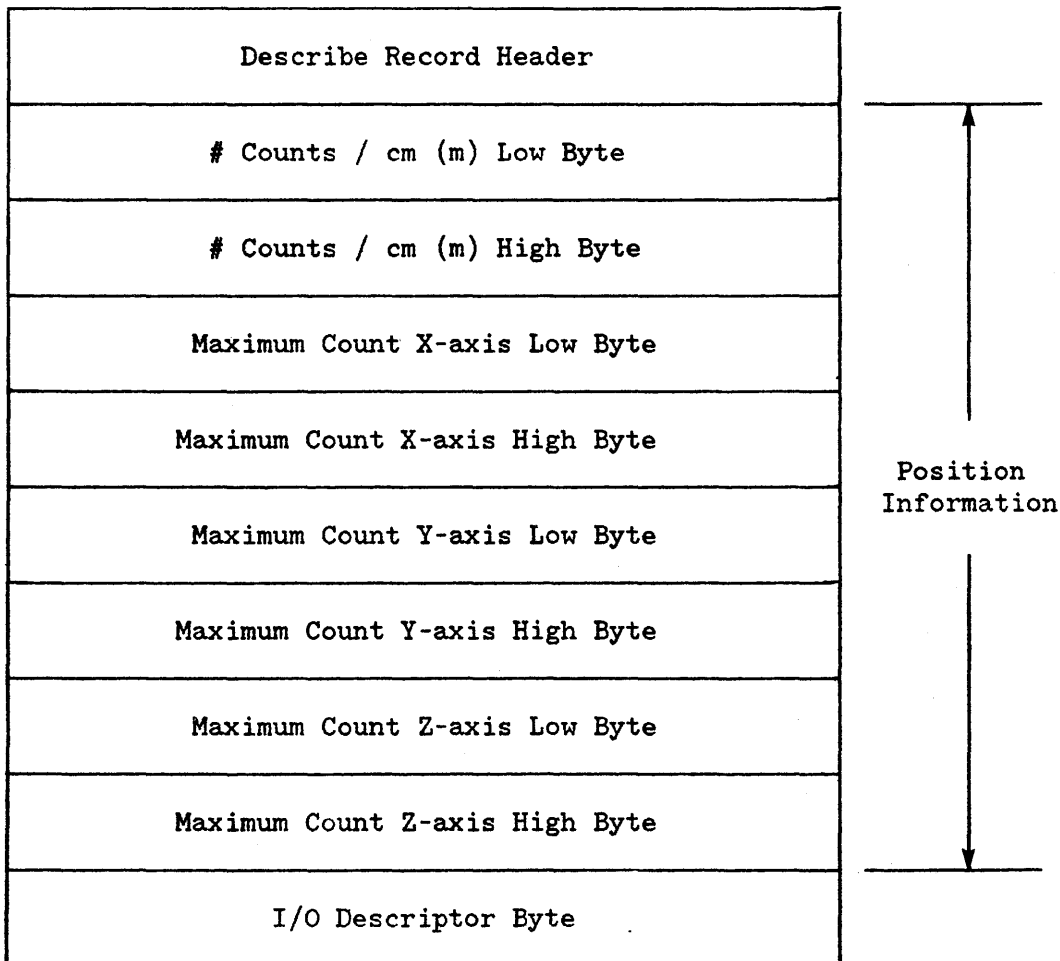 Describe Record Header
# Counts / cm (m) Low Byte
# Counts / cm (m) High Byte
Maximum Count X-axis Low Byte
Maximum Count X-axis High Byte
Maximum Count Y-axis Low Byte
Maximum Count Y-axis High Byte
Maximum Count Z-axis Low Byte
Maximum Count Z-axis High Byte
I/O Descriptor Byte
Position
Information